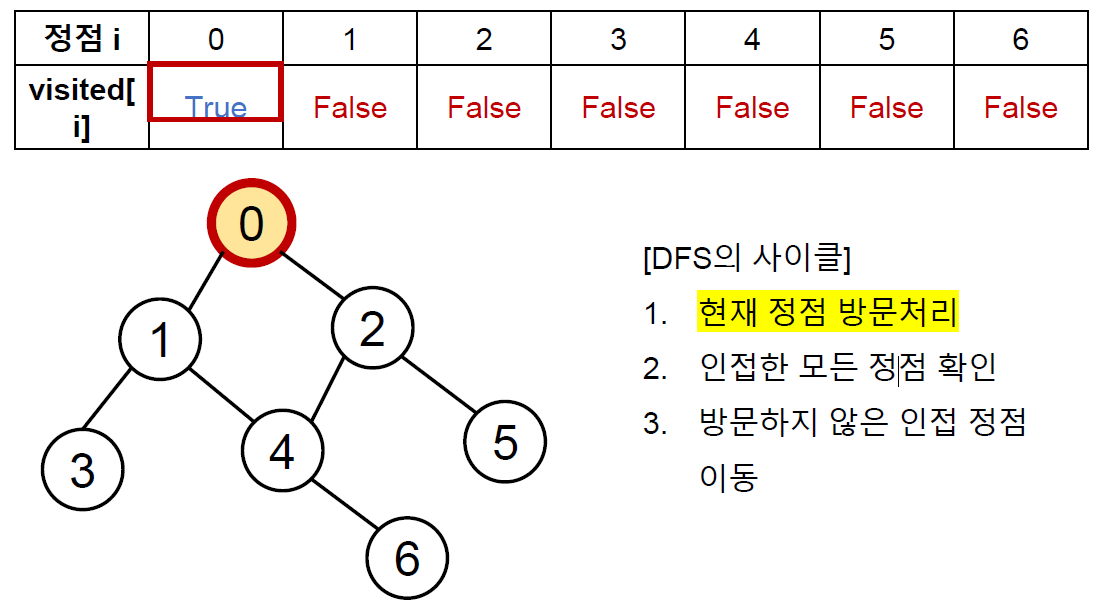 정점 i 0 1 2 3 4 5 6
visited[
i] True False False False False False False
0
1
2
3
4
5
6
[DFS의 사이클]
1. 현재 정점 방문처리
2. 인접한 모든 정점 확인
3. 방문하지 않은 인접 정점
이동